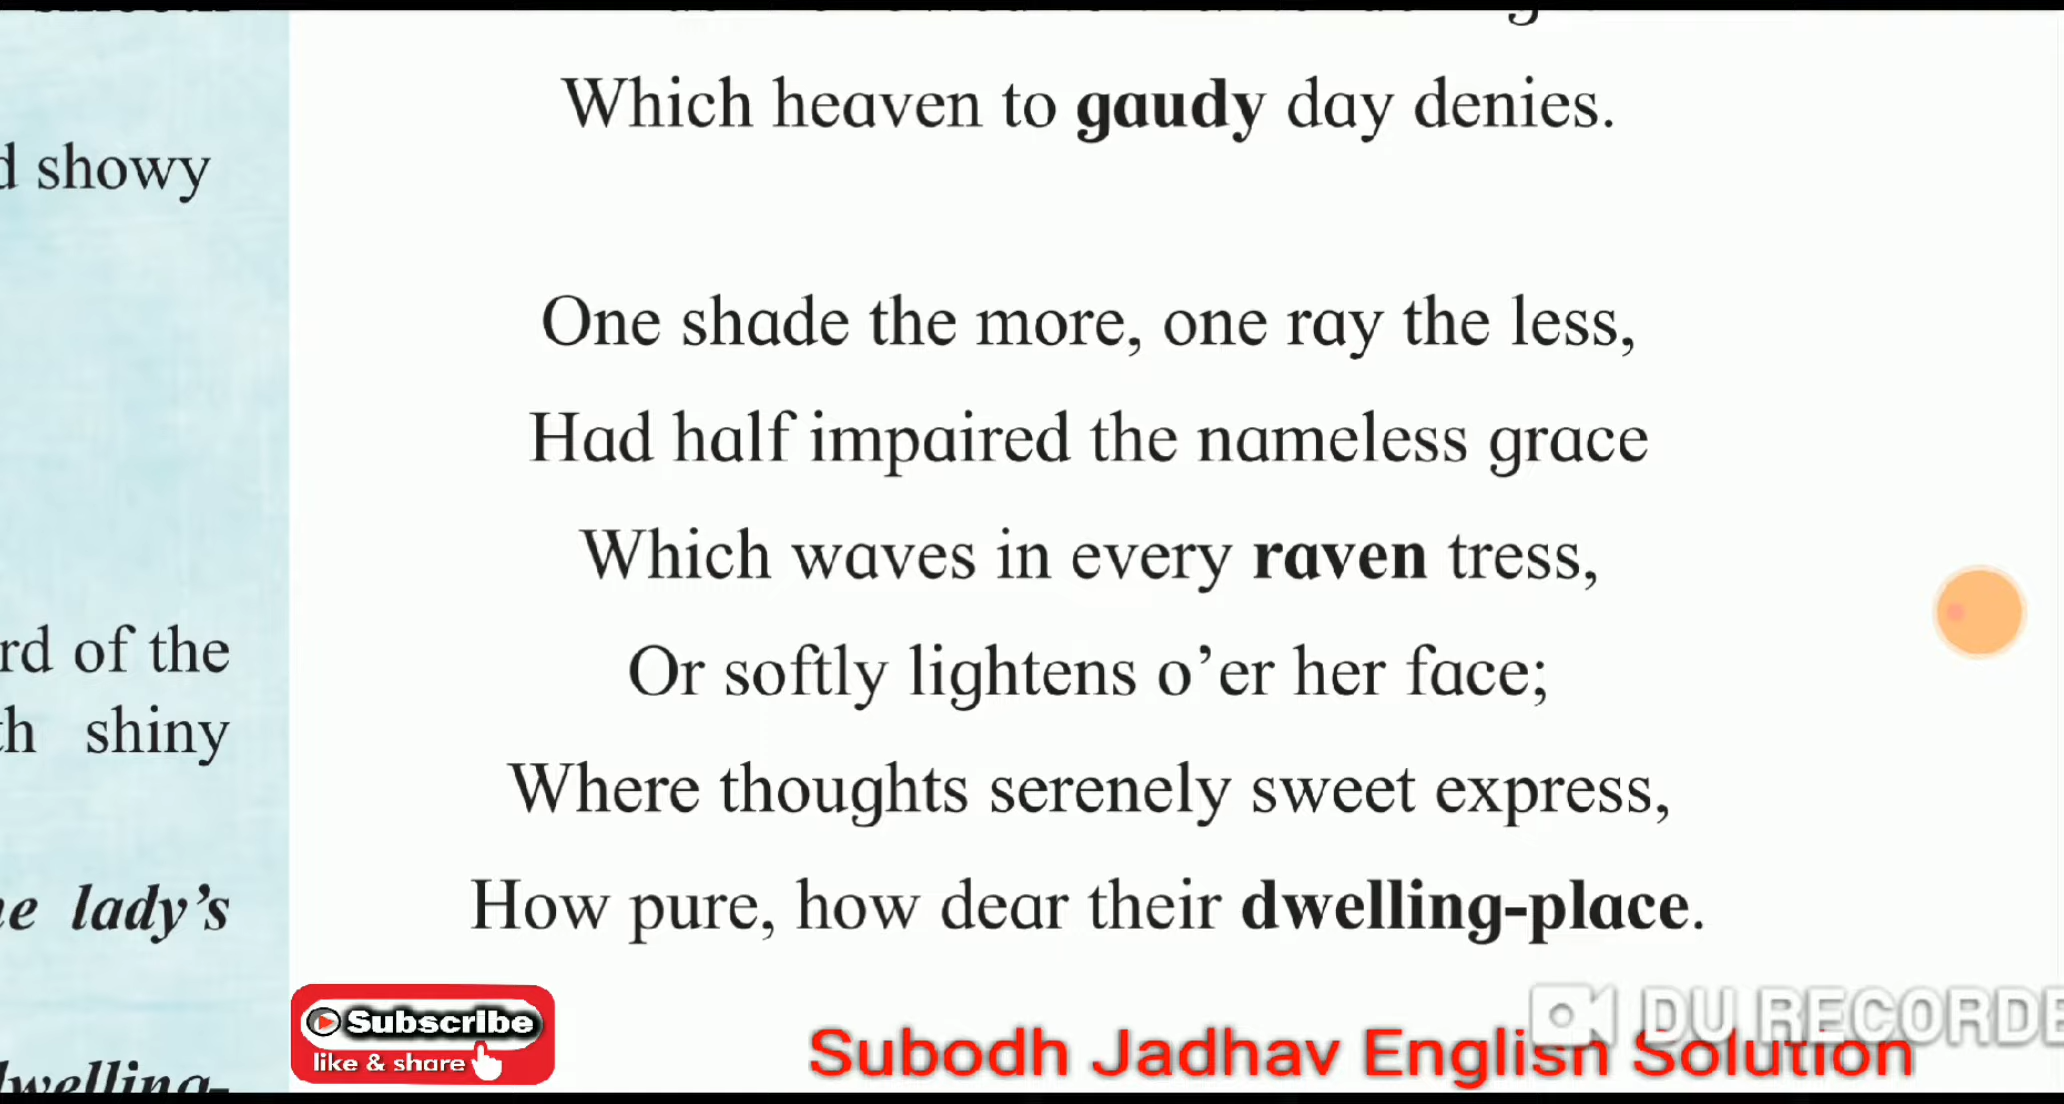 Which heaven to gaudy day denies.
showy
One shade the more, one ray the less,
Had half impaired the nameless grace
Which waves in every raven tress,
Or softly lightens o’er her face;
of the
shiny
Where thoughts serenely sweet express,
How pure, how dear their dwelling-place.
lady’s
Subscribe
like & share
DU RECORDE
Subodh Jadhav English Solution